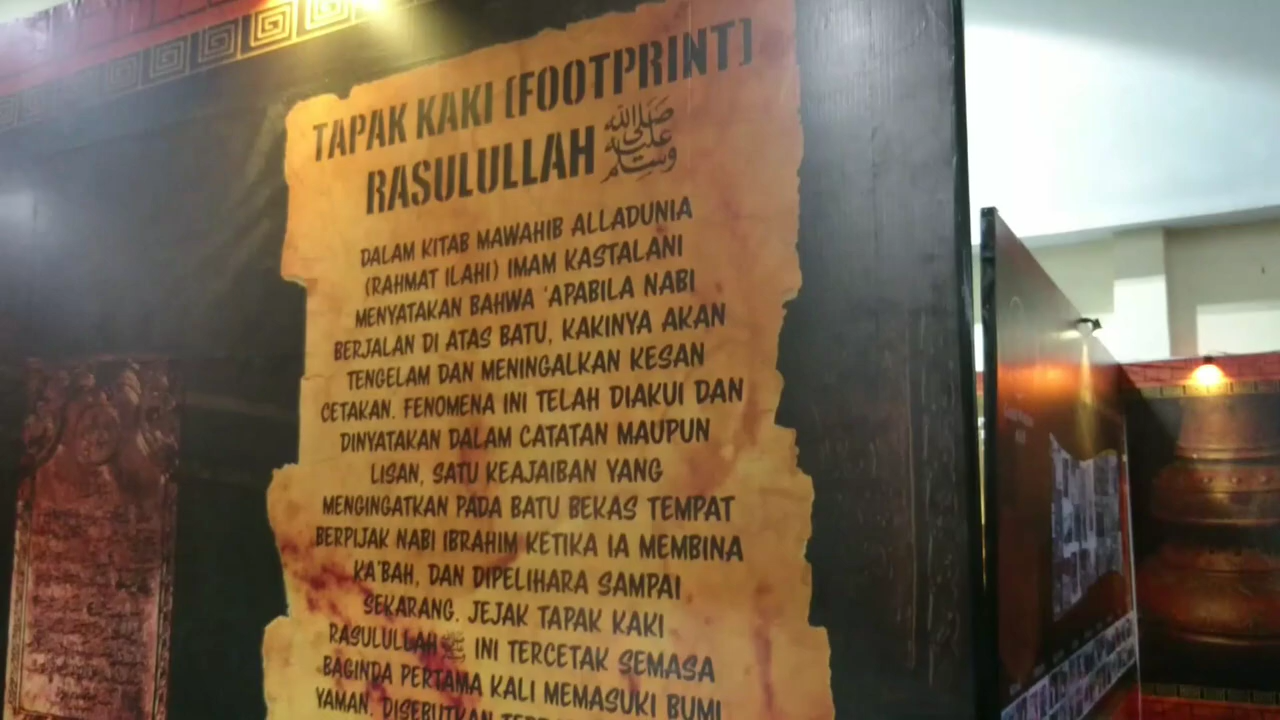 TAPAK KAKI (FOOTPRINT)
RASULULLAH ﷺ
DALAM KITAB MAWAHIB ALLADUNIA
(RAHMAT ILAHI) IMAM KASTALANI
MENYATAKAN BAHWA 'APABILA NABI
BERJALAN DI ATAS BATU, KAKINYA AKAN
TENGELAM DAN MENINGALKAN KESAN
CETAKAN. FENOMENA INI TELAH DIAKUI DAN
DINYATAKAN DALAM CATATAN MAUPUN
LISAN, SATU KEAJAIBAN YANG
MENGINGATKAN PADA BATU BEKAS TEMPAT
BERPIJAK NABI IBRAHIM KETIKA IA MEMBINA
KA'BAH, DAN DIPELIHARA SAMPAI
SEKARANG. JEJAK TAPAK KAKI
RASULULLAH ﷺ INI TERCETAK SEMASA
BAGINDA PERTAMA KALI MEMASUKI BUMI
YAMAN. DISEBUTKAN